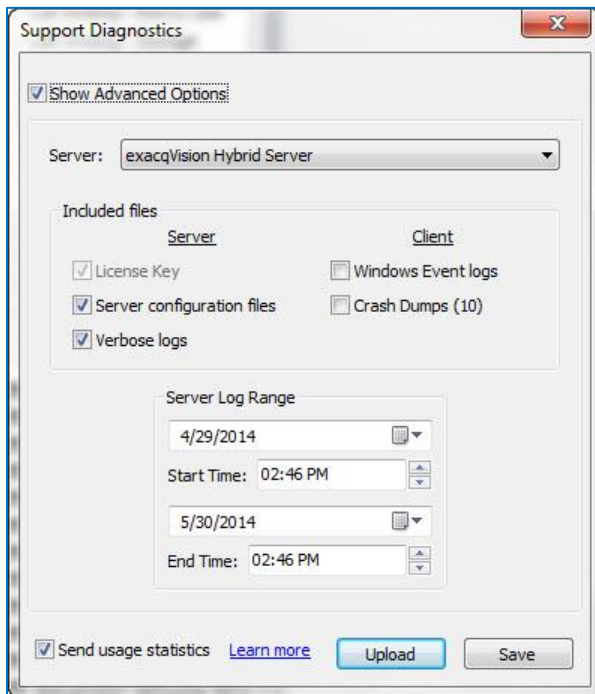 Support Diagnostics
Show Advanced Options
Server: exacqVision Hybrid Server
Included files
Server Client
License Key Windows Event logs
Server configuration files Crash Dumps (10)
Verbose logs
Server Log Range
4/29/2014
Start Time: 02:46 PM
5/30/2014
End Time: 02:46 PM
Send usage statistics Learn more Upload Save